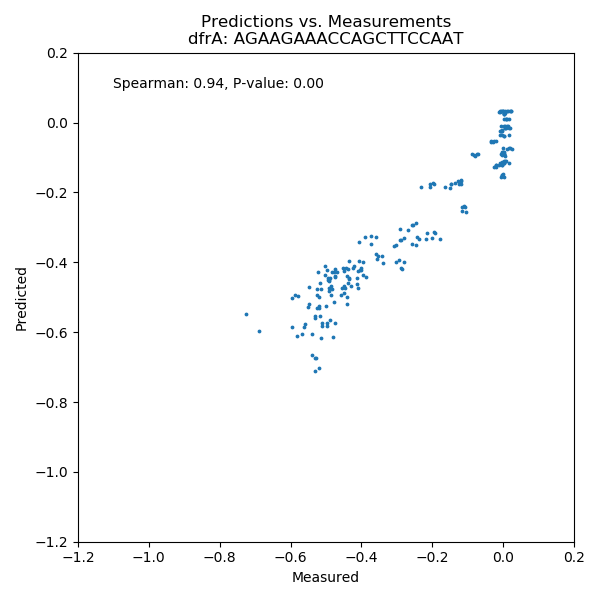 Predictions vs. Measurements
dfrA: AGAAGAAACCAGCTTCCAAT
Spearman: 0.94, P-value: 0.00
Predicted
0.2
0.0
−0.2
−0.4
−0.6
−0.8
−1.0
−1.2
−1.2 −1.0 −0.8 −0.6 −0.4 −0.2 0.0 0.2
Measured